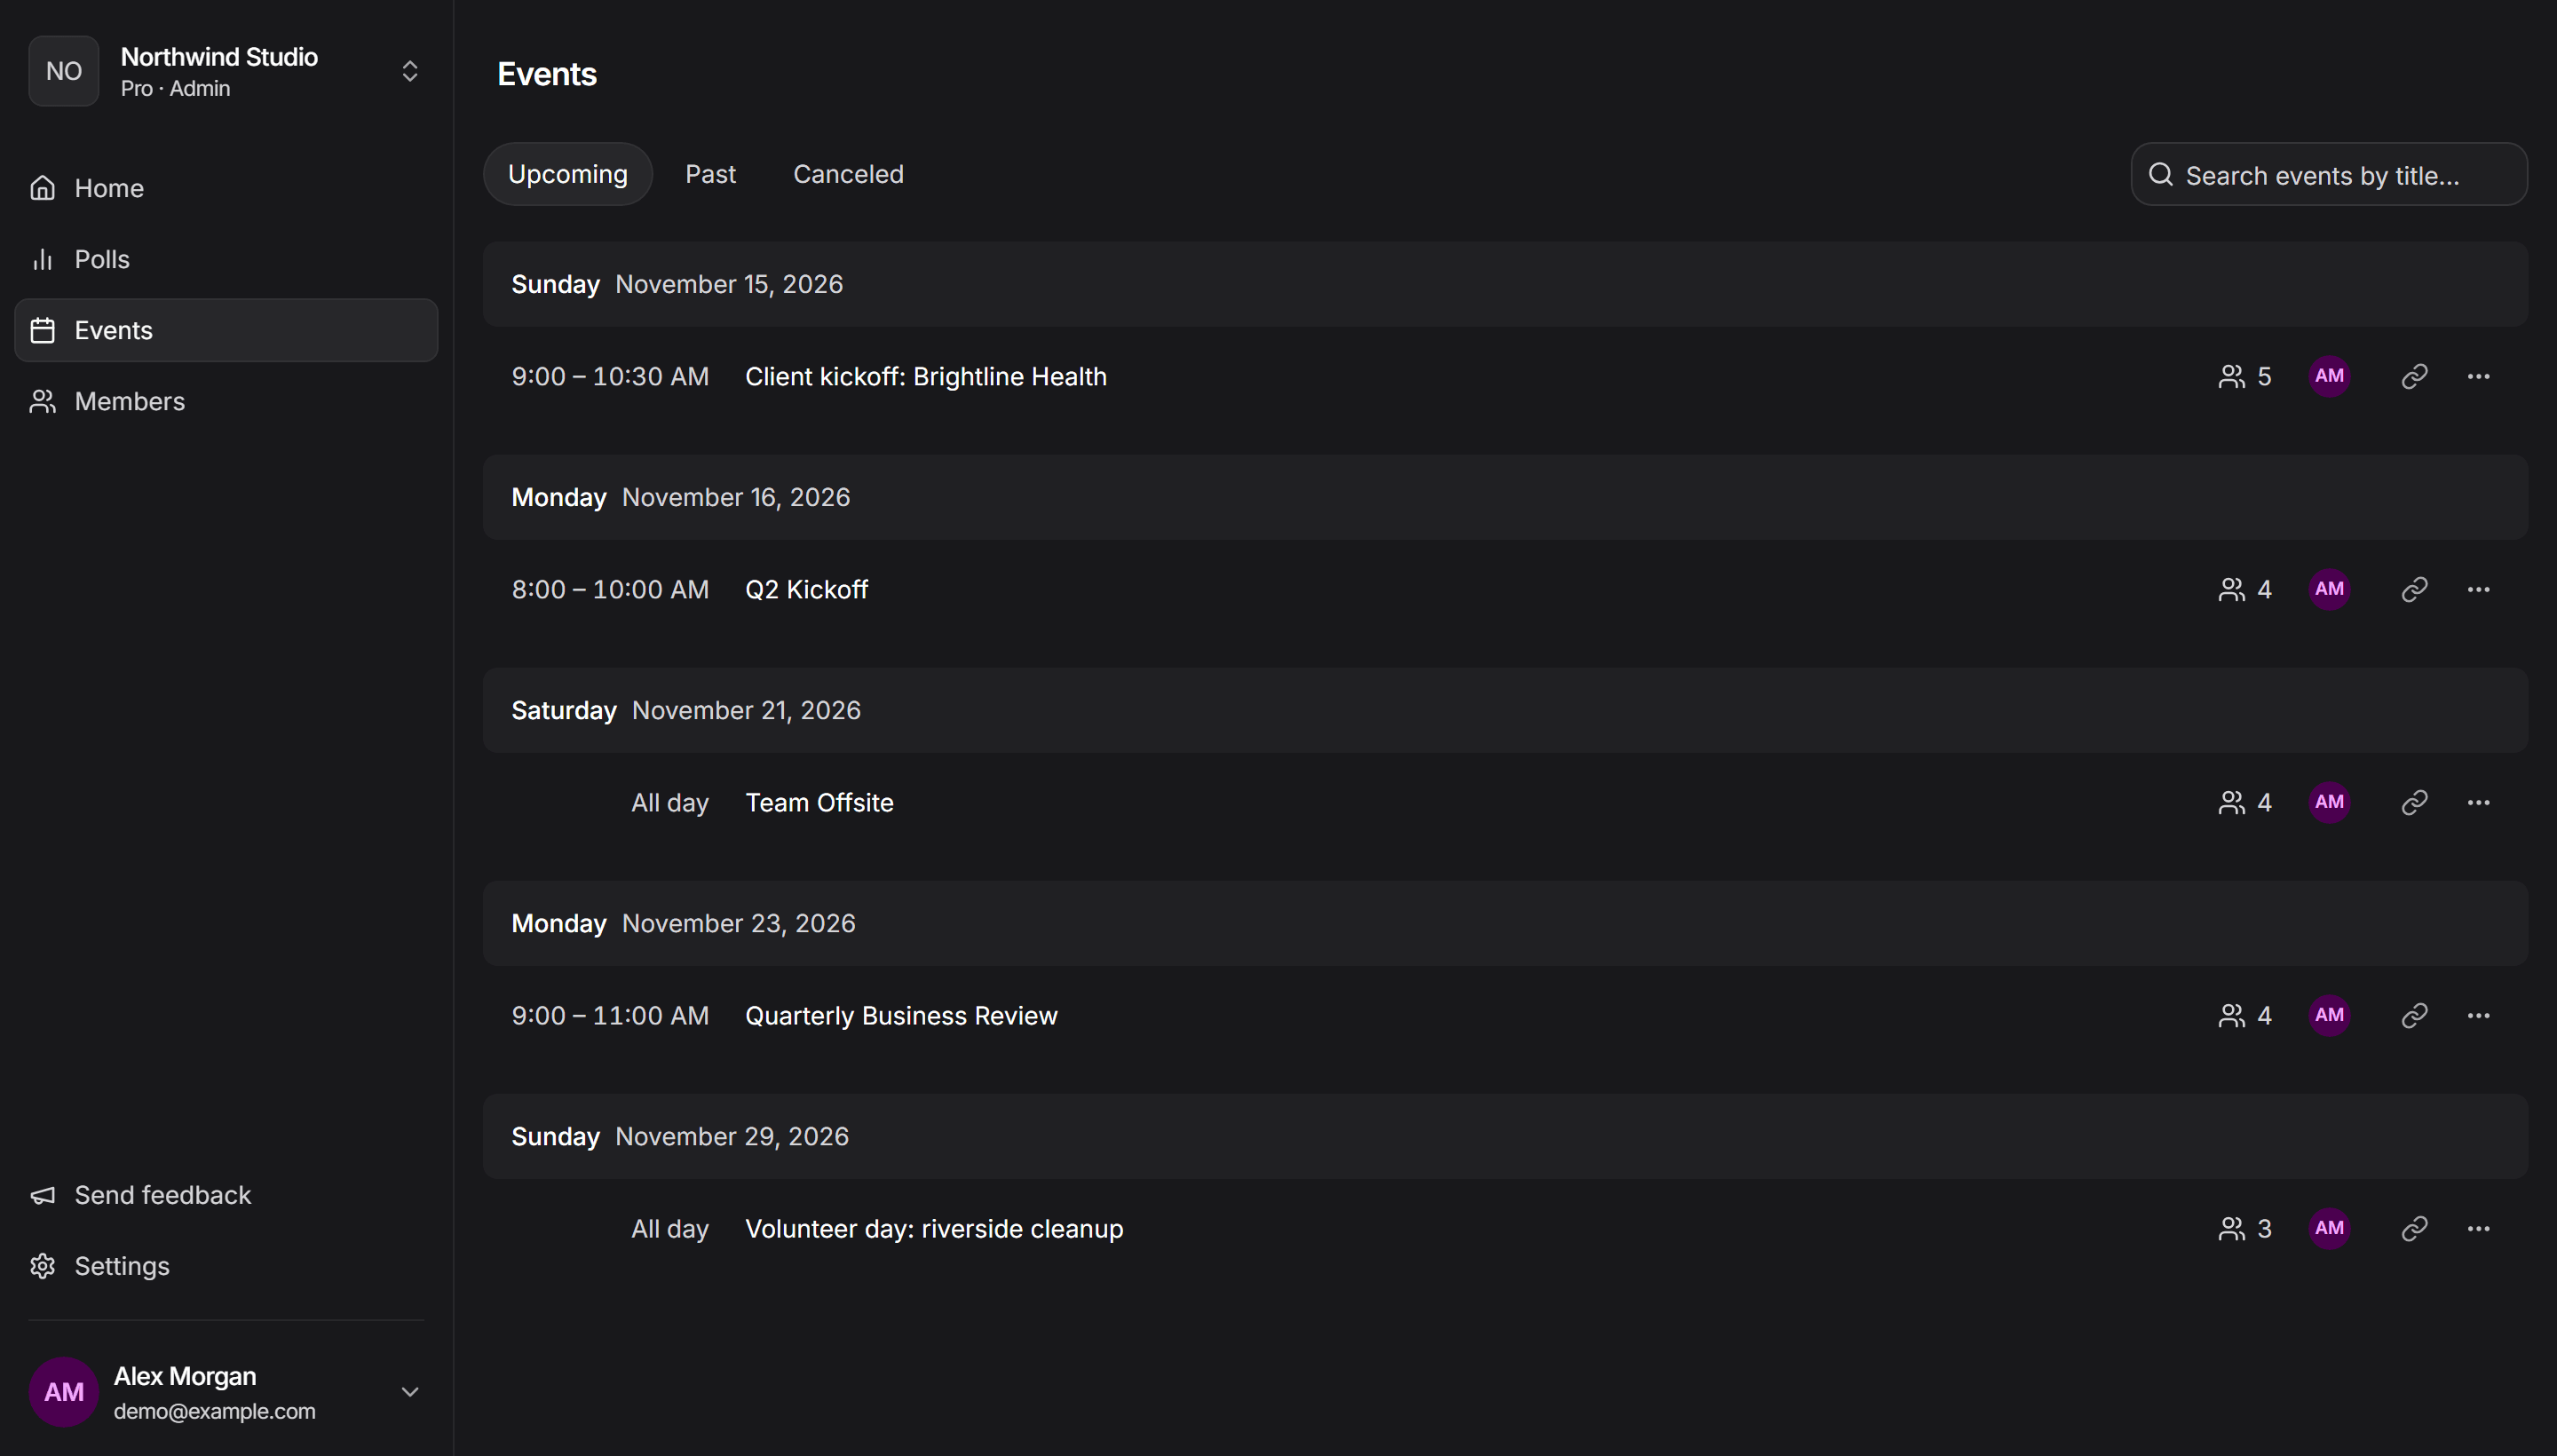 NO
Northwind Studio
Pro · Admin
Home
Polls
Events
Members
Send feedback
Settings
AM
Alex Morgan
demo@example.com
Events
Upcoming
Past
Canceled
Search events by title...
Sunday November 15, 2026
9:00 – 10:30 AM Client kickoff: Brightline Health 5 AM
Monday November 16, 2026
8:00 – 10:00 AM Q2 Kickoff 4 AM
Saturday November 21, 2026
All day Team Offsite 4 AM
Monday November 23, 2026
9:00 – 11:00 AM Quarterly Business Review 4 AM
Sunday November 29, 2026
All day Volunteer day: riverside cleanup 3 AM